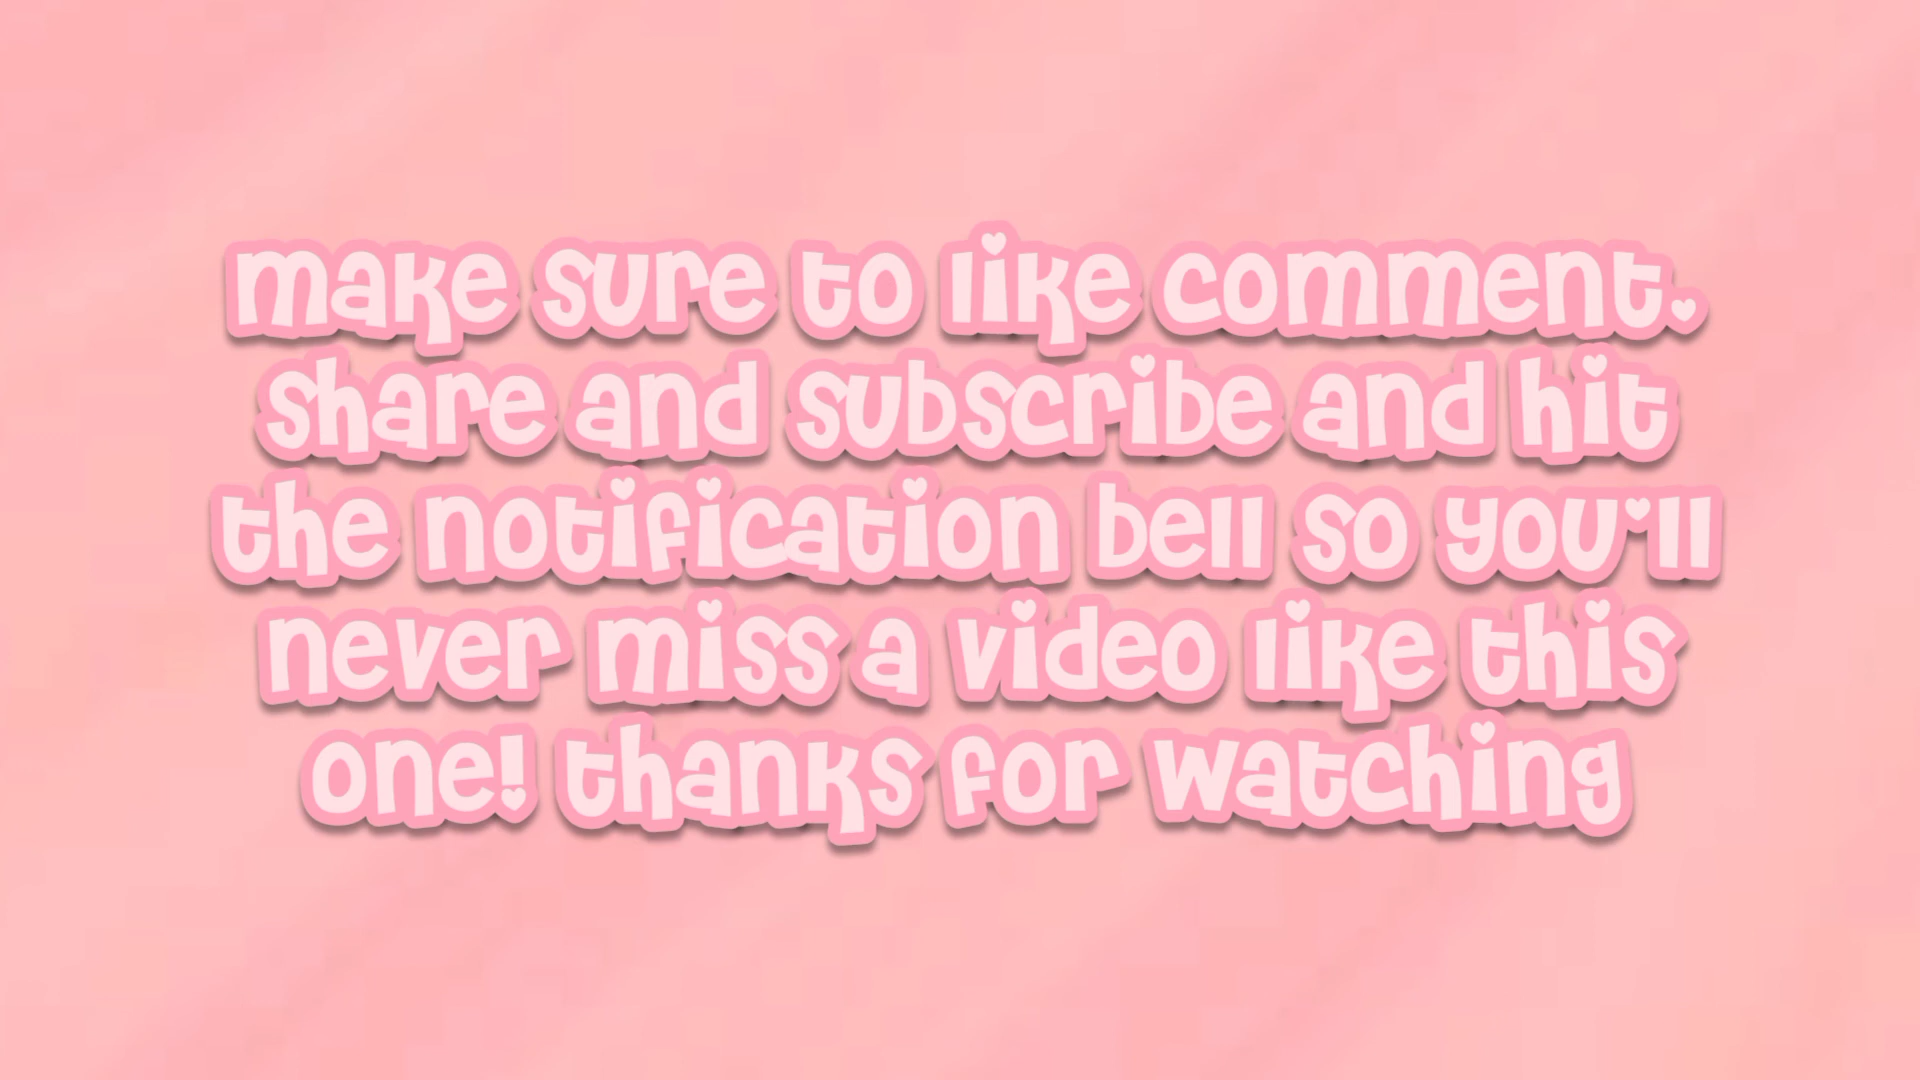 make sure to like comment.
share and subscribe and hit
the notification bell so you'll
never miss a video like this
one! thanks for watching